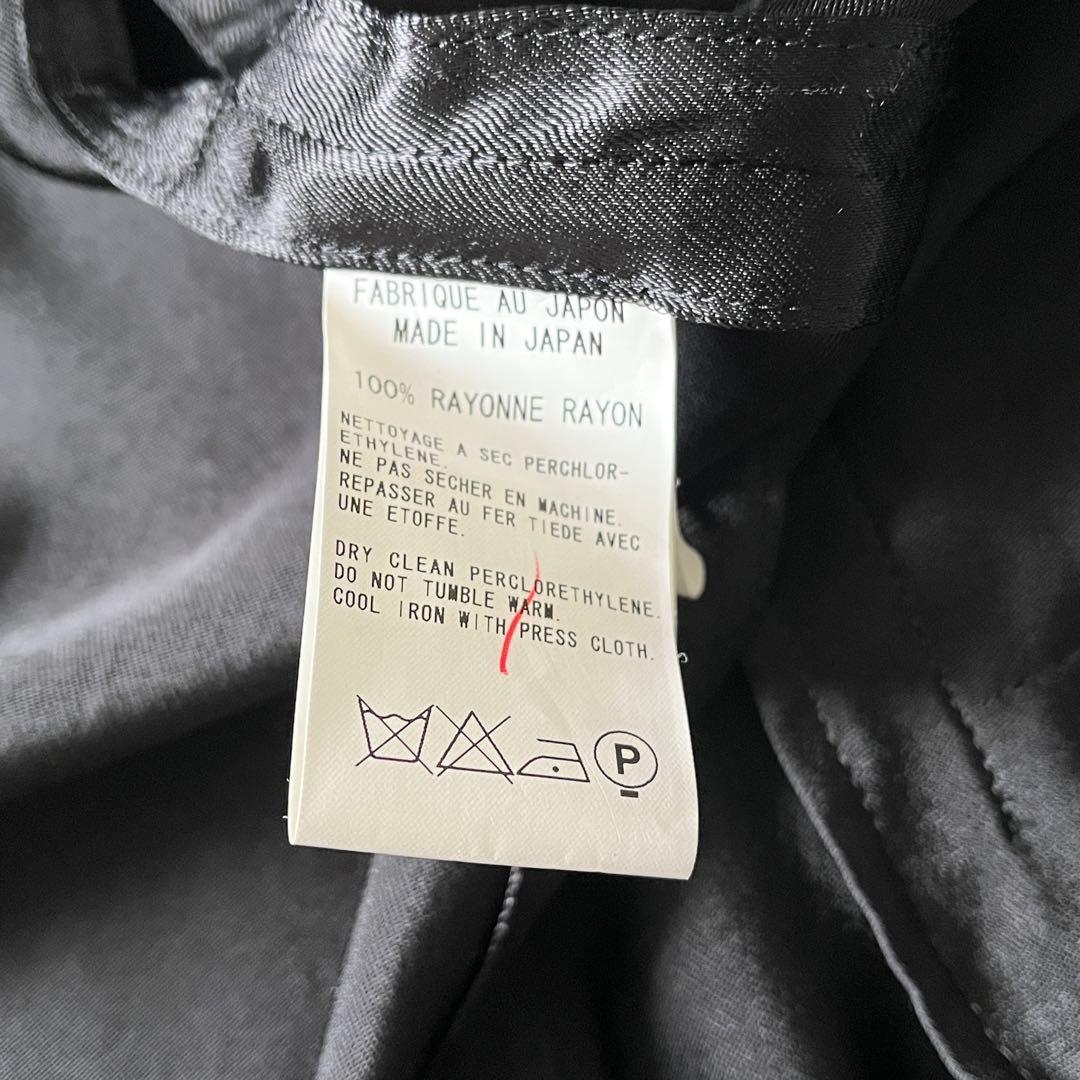 FABRIQUE AU JAPON
MADE IN JAPAN
100% RAYONNE RAYON
NETTOYAGE A SEC PERCHLOR-
ETHYLENE.
NE PAS SECHER EN MACHINE.
REPASSER AU FER TIEDE AVEC
UNE ETOFFE.
DRY CLEAN PERCLORETHYLENE.
DO NOT TUMBLE WARM.
COOL IRON WITH PRESS CLOTH.
P